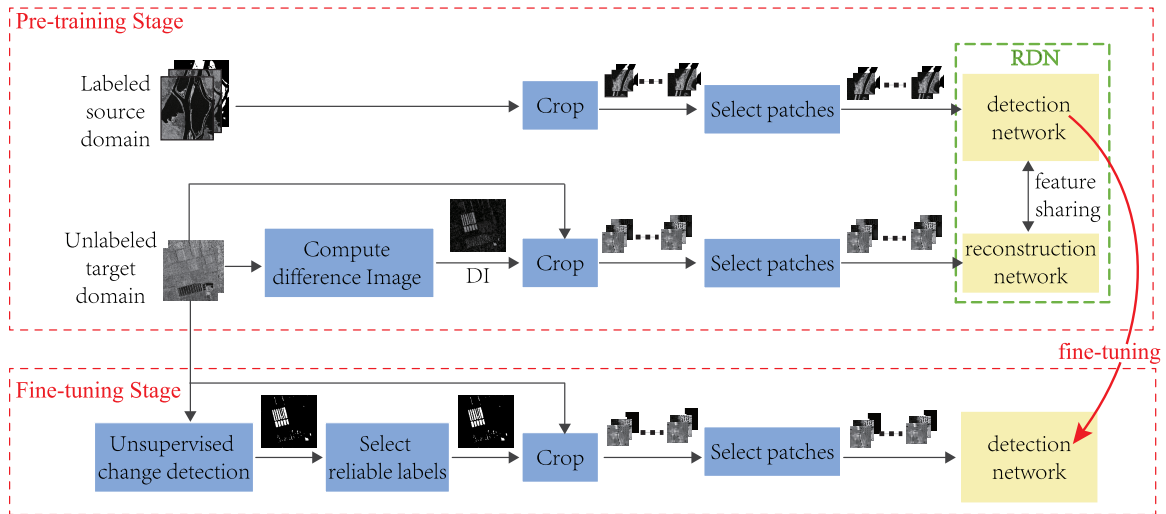 Pre-training Stage
RDN
Labeled
source
domain
Crop
Select patches
detection
network
feature
sharing
Unlabeled
target
domain
Compute
difference Image
DI
Crop
Select patches
reconstruction
network
fine-tuning
Fine-tuning Stage
Unsupervised
change detection
Select
reliable labels
Crop
Select patches
detection
network